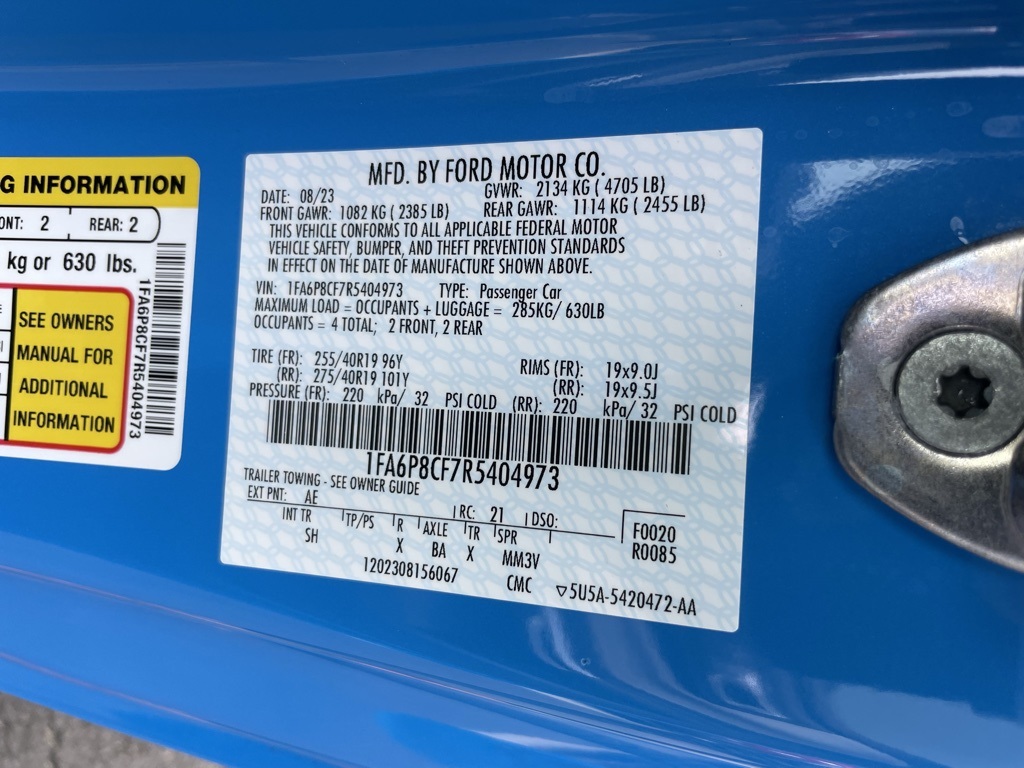 G INFORMATION
ONT: 2 REAR: 2
kg or 630 lbs.
SEE OWNERS
MANUAL FOR
ADDITIONAL
INFORMATION
1FA6P8CF7R5404973
MFD. BY FORD MOTOR CO.
DATE: 08/23 GVWR: 2134 KG ( 4705 LB)
FRONT GAWR: 1082 KG ( 2385 LB) REAR GAWR: 1114 KG ( 2455 LB)
THIS VEHICLE CONFORMS TO ALL APPLICABLE FEDERAL MOTOR
VEHICLE SAFETY, BUMPER, AND THEFT PREVENTION STANDARDS
IN EFFECT ON THE DATE OF MANUFACTURE SHOWN ABOVE.
VIN: 1FA6P8CF7R5404973 TYPE: Passenger Car
MAXIMUM LOAD = OCCUPANTS + LUGGAGE = 285KG/ 630LB
OCCUPANTS = 4 TOTAL; 2 FRONT, 2 REAR
TIRE (FR): 255/40R19 96Y RIMS (FR): 19x9.0J
(RR): 275/40R19 101Y (RR): 19x9.5J
PRESSURE (FR): 220 kPa/ 32 PSI COLD (RR): 220 kPa/ 32 PSI COLD
1FA6P8CF7R5404973
TRAILER TOWING - SEE OWNER GUIDE
EXT PNT: AE RC: 21 DSO: F0020
INT TR TP/PS R AXLE TR SPR R0085
SH X BA X MM3V
1202308156067 CMC ▽5U5A-5420472-AA